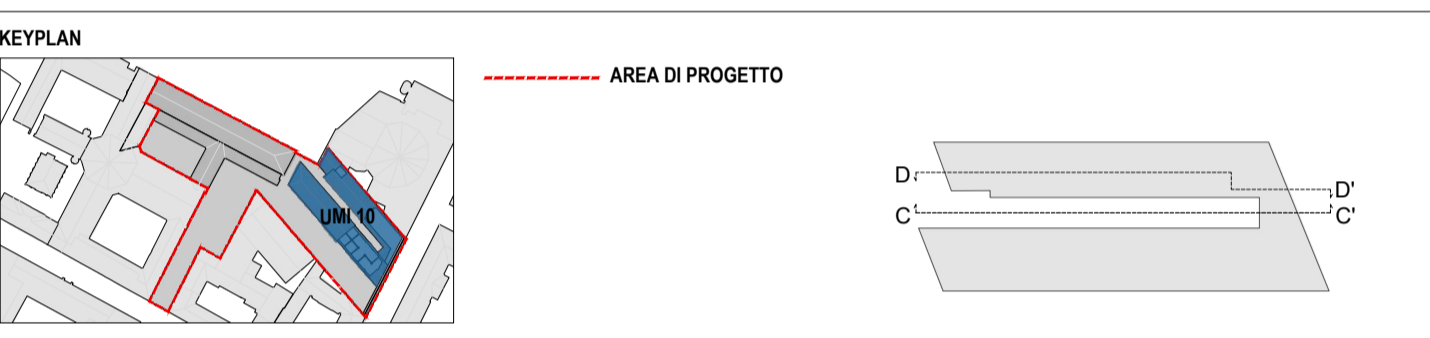 KEYPLAN
AREA DI PROGETTO
UMI 10
D
D'
C
C'